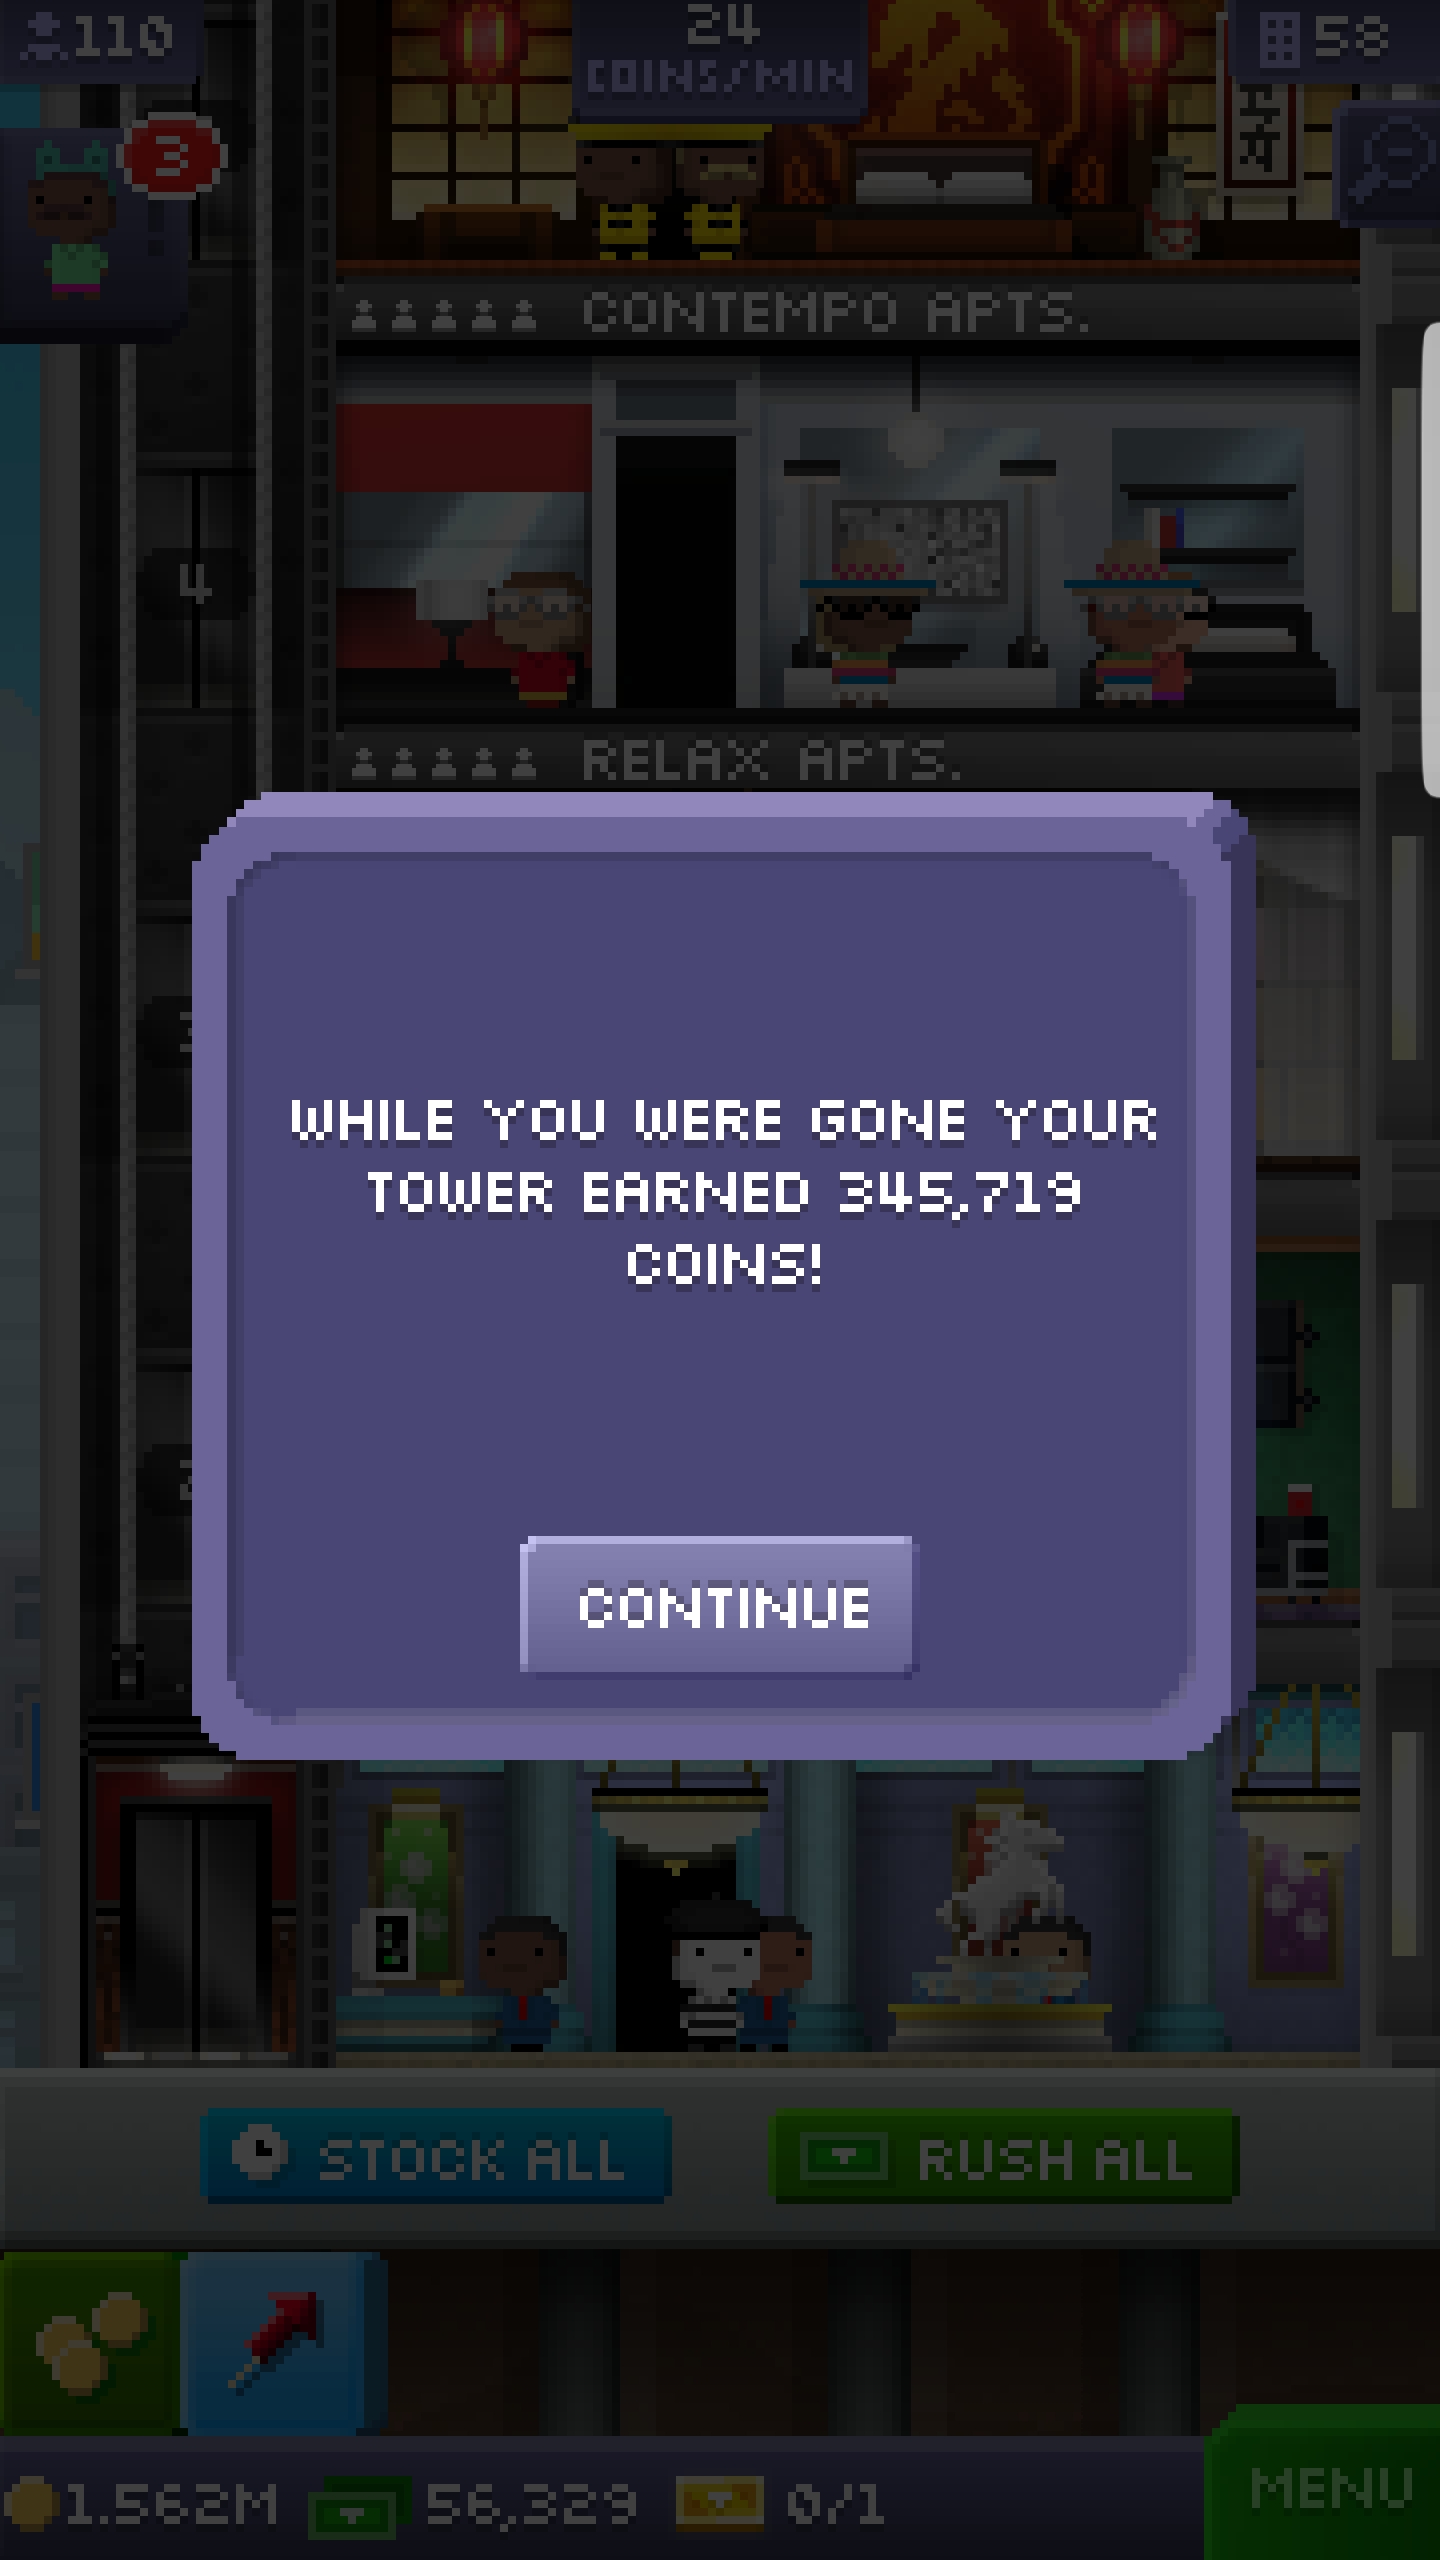 110
24
COINS/MIN
58
3
CONTEMPO APTS.
4
RELAX APTS.
WHILE YOU WERE GONE YOUR
TOWER EARNED 345,719
COINS!
CONTINUE
STOCK ALL
RUSH ALL
1.562M
56,329
0/1
MENU